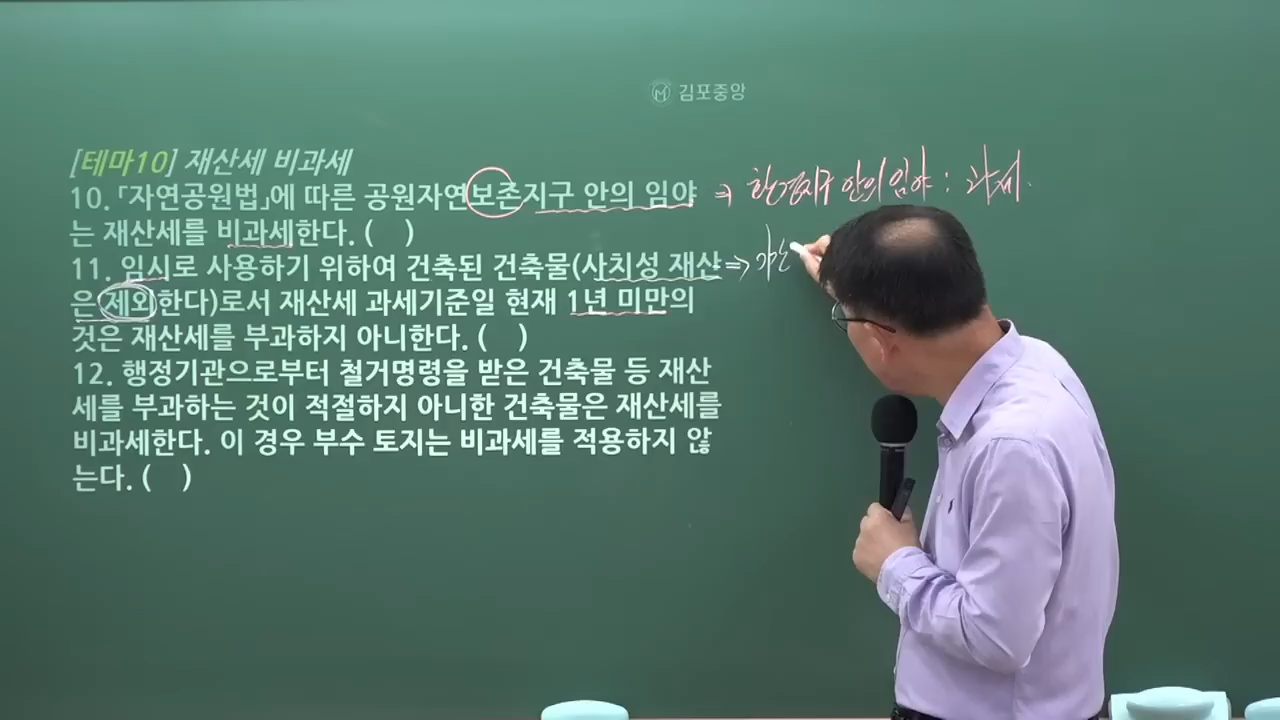 김포중앙
[테마10] 재산세 비과세
10. 「자연공원법」에 따른 공원자연보존지구 안의 임야 ⇒ 환경지구 안의 임야 : 과세.
는 재산세를 비과세한다. (   )
11. 임시로 사용하기 위하여 건축된 건축물(사치성 재산 ⇒
은 제외한다)로서 재산세 과세기준일 현재 1년 미만의
것은 재산세를 부과하지 아니한다. (   )
12. 행정기관으로부터 철거명령을 받은 건축물 등 재산
세를 부과하는 것이 적절하지 아니한 건축물은 재산세를
비과세한다. 이 경우 부수 토지는 비과세를 적용하지 않
는다. (   )